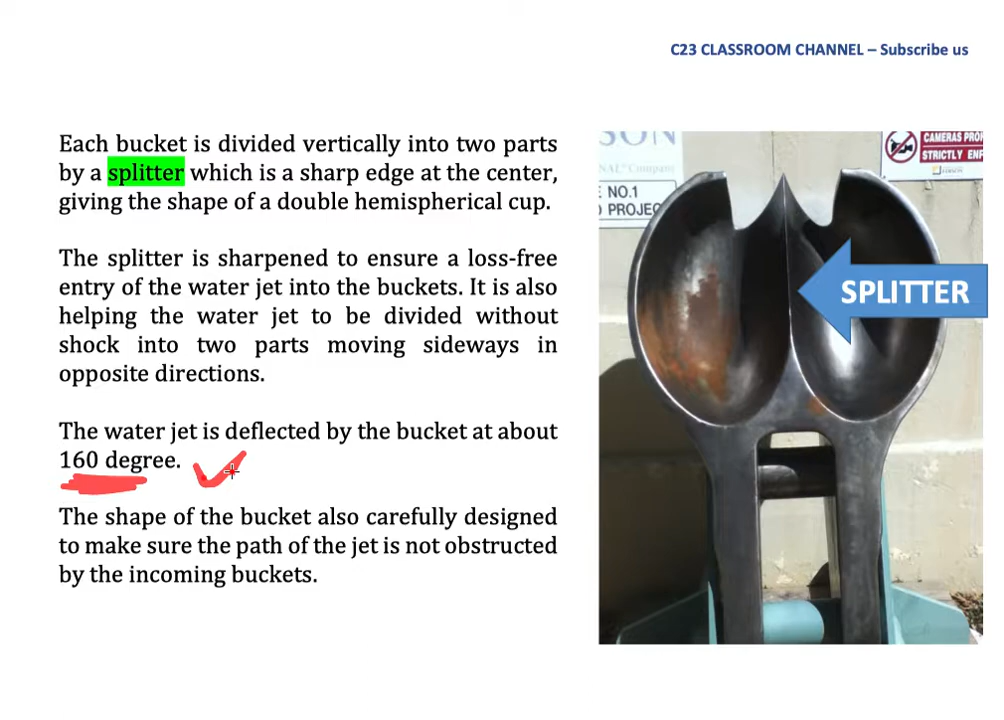 C23 CLASSROOM CHANNEL – Subscribe us
Each bucket is divided vertically into two parts
by a splitter which is a sharp edge at the center,
giving the shape of a double hemispherical cup.
The splitter is sharpened to ensure a loss-free
entry of the water jet into the buckets. It is also
helping the water jet to be divided without
shock into two parts moving sideways in
opposite directions.
The water jet is deflected by the bucket at about
160 degree.
The shape of the bucket also carefully designed
to make sure the path of the jet is not obstructed
by the incoming buckets.
SON
NAL® Company
E NO.1
PROJEC
CAMERAS PRO
STRICTLY ENF
SPLITTER